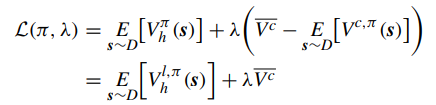 ℒ(π, λ) = E_{s∼D}[V_h^π(s)] + λ(\overline{V^c} − E_{s∼D}[V^{c,π}(s)])
= E_{s∼D}[V_h^{l,π}(s)] + λ\overline{V^c}